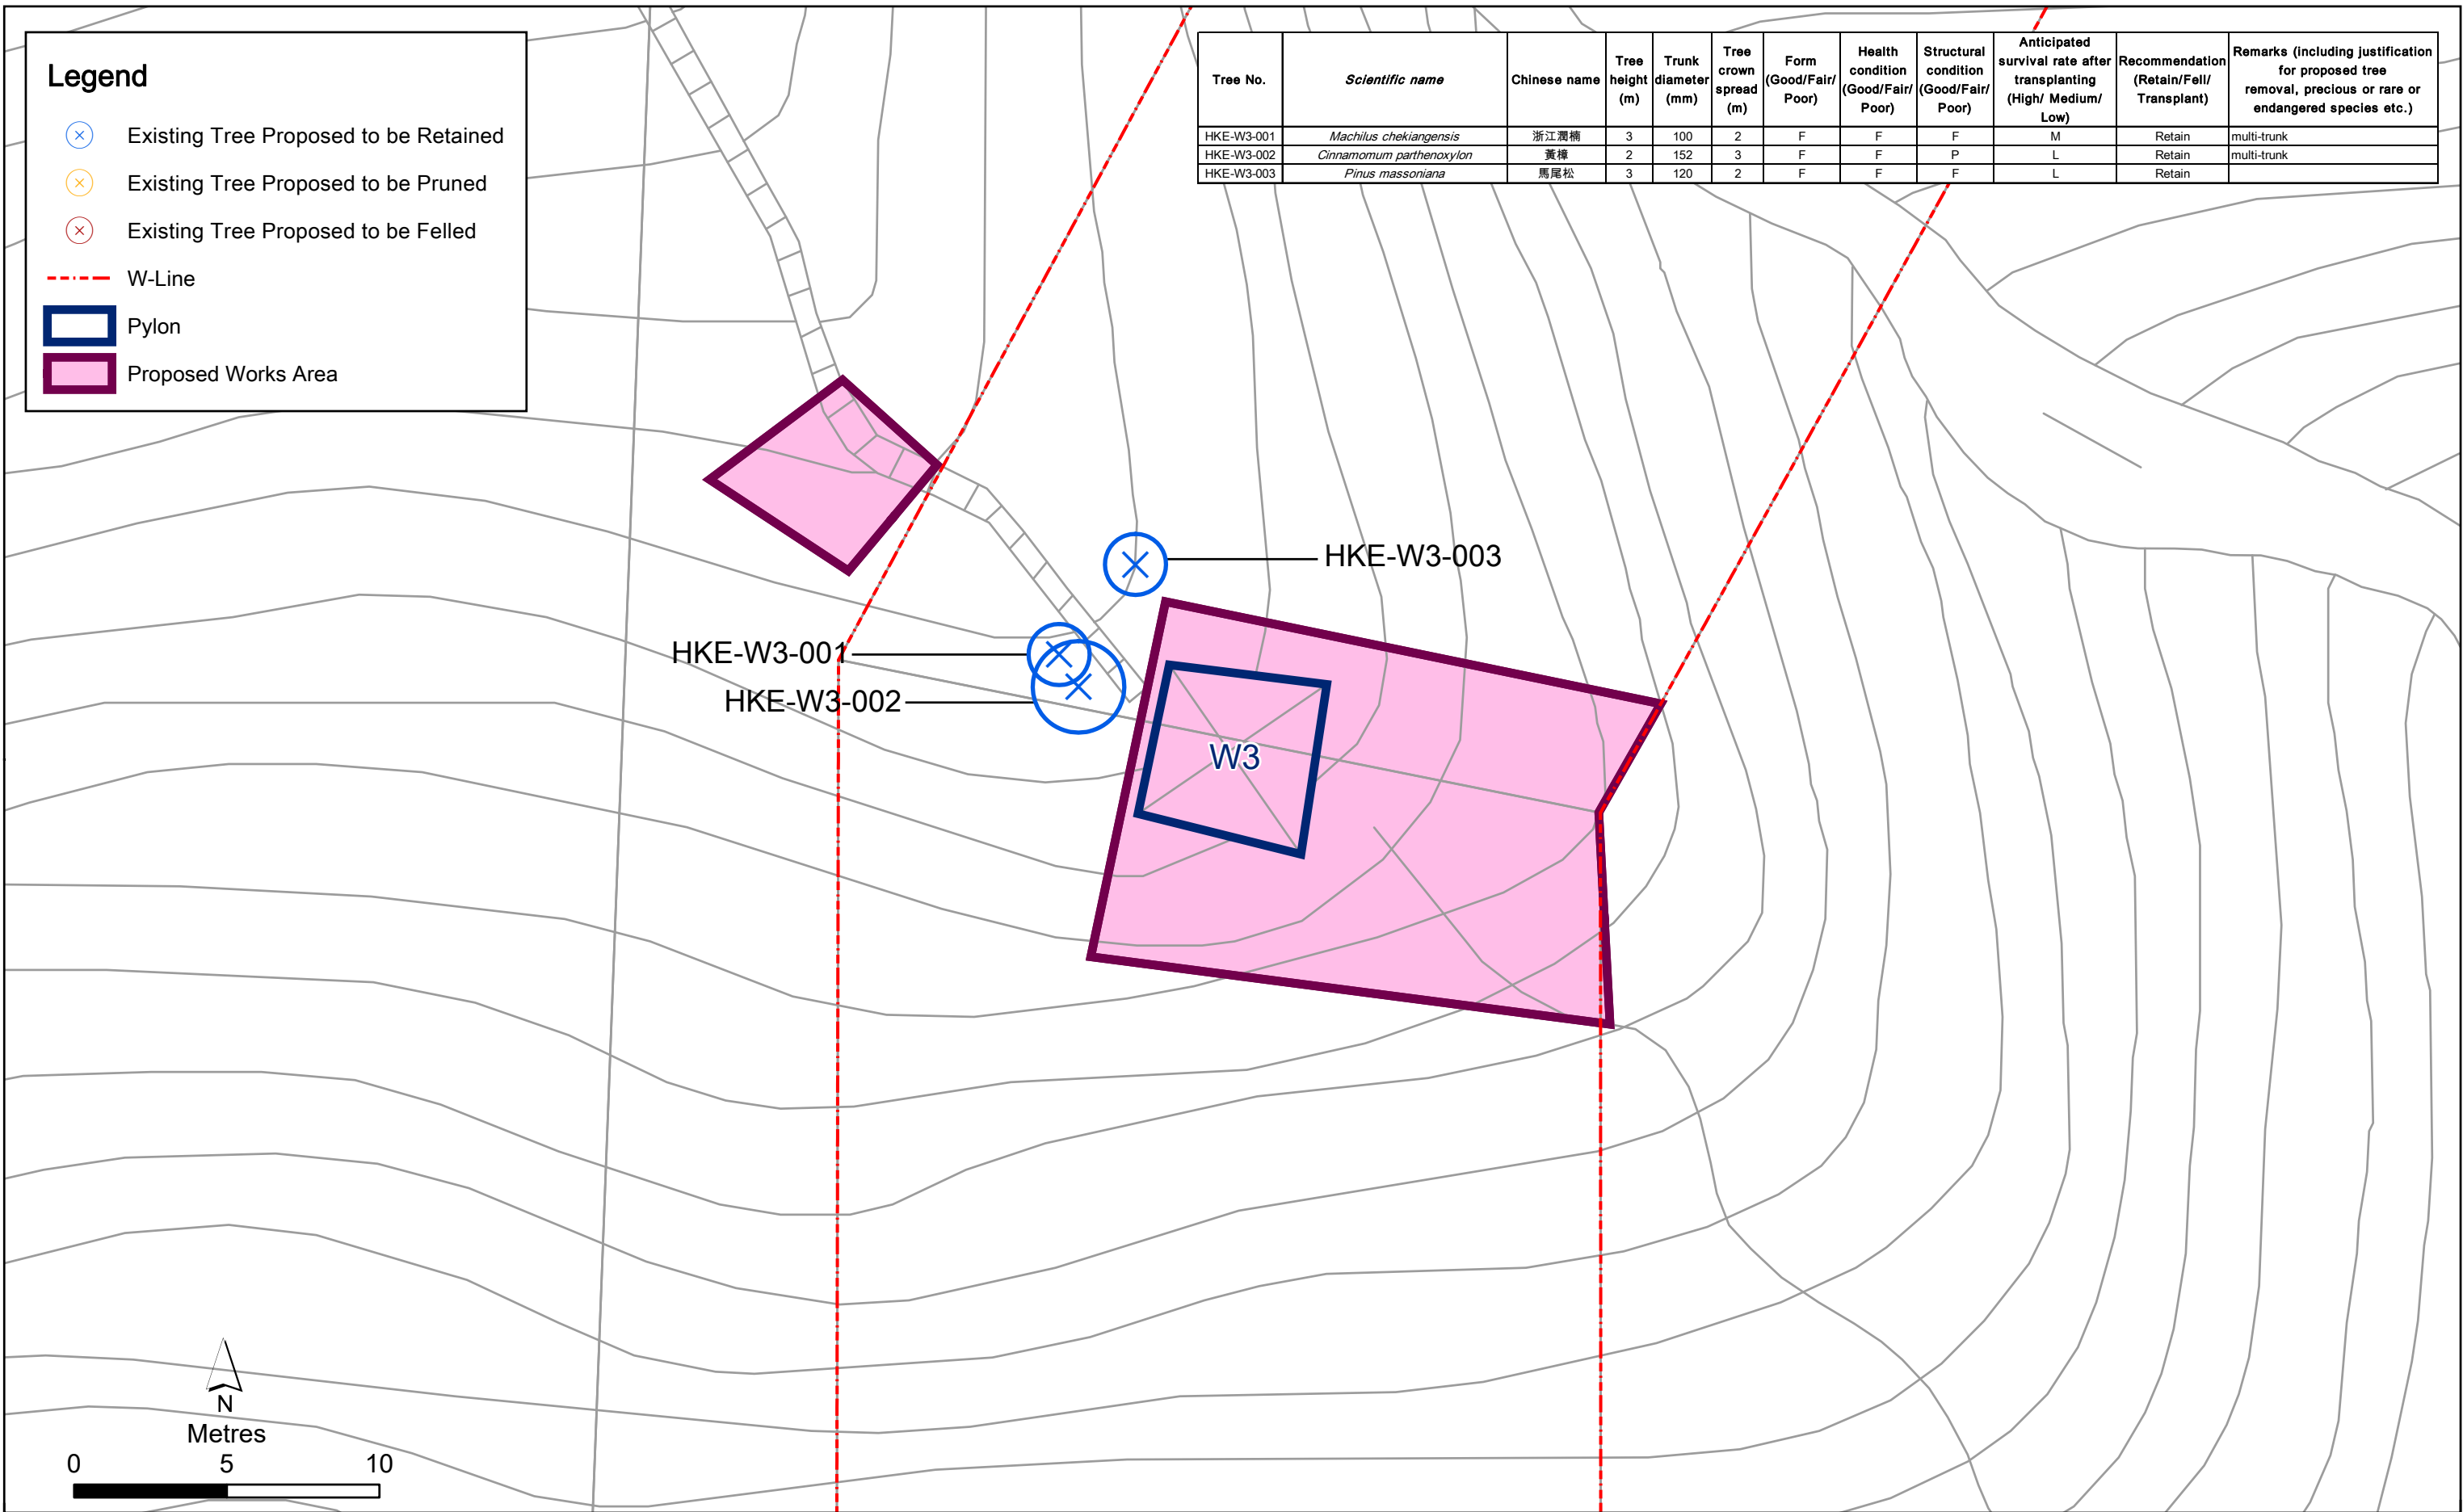 Legend
Existing Tree Proposed to be Retained
Existing Tree Proposed to be Pruned
Existing Tree Proposed to be Felled
W-Line
Pylon
Proposed Works Area
Tree No. Scientific name Chinese name Tree height (m) Trunk diameter (mm) Tree crown spread (m) Form (Good/Fair/ Poor) Health condition (Good/Fair/ Poor) Structural condition (Good/Fair/ Poor) Anticipated survival rate after transplanting (High/ Medium/ Low) Recommendation (Retain/Fell/ Transplant) Remarks (including justification for proposed tree removal, precious or rare or endangered species etc.)
HKE-W3-001 Machilus chekiangensis 浙江潤楠 3 100 2 F F F M Retain multi-trunk
HKE-W3-002 Cinnamomum parthenoxylon 黃樟 2 152 3 F F P L Retain multi-trunk
HKE-W3-003 Pinus massoniana 馬尾松 3 120 2 F F F L Retain
HKE-W3-003
HKE-W3-001
HKE-W3-002
W3
N
Metres
0 5 10